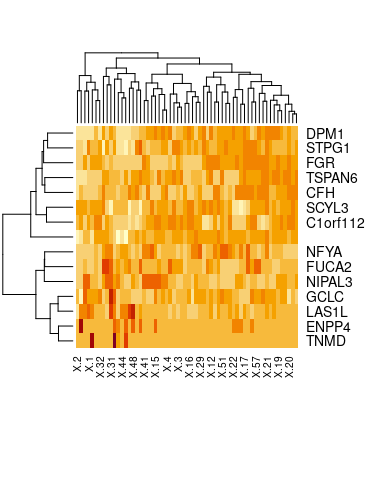 DPM1
STPG1
FGR
TSPAN6
CFH
SCYL3
C1orf112
NFYA
FUCA2
NIPAL3
GCLC
LAS1L
ENPP4
TNMD
X.2
X.1
X.32
X.31
X.44
X.48
X.41
X.15
X.4
X.3
X.16
X.29
X.12
X.51
X.22
X.17
X.57
X.21
X.19
X.20